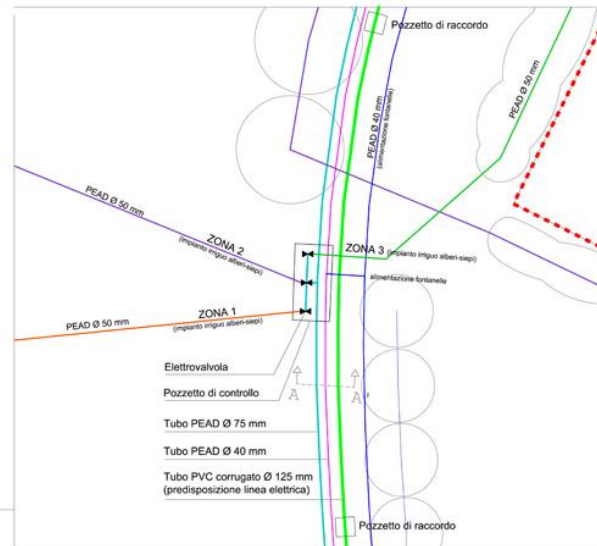 Pozzetto di raccordo
PEAD Ø 50 mm
PEAD Ø 40 mm
(alimentazione fontanelle)
PEAD Ø 50 mm
ZONA 2
(impianto irriguo alberi-siepi)
ZONA 3 (impianto irriguo alberi-siepi)
alimentazione fontanelle
ZONA 1
PEAD Ø 50 mm
(impianto irriguo alberi-siepi)
Elettrovalvola
Pozzetto di controllo
A A'
Tubo PEAD Ø 75 mm
Tubo PEAD Ø 40 mm
Tubo PVC corrugato Ø 125 mm
(predisposizione linea elettrica)
Pozzetto di raccordo